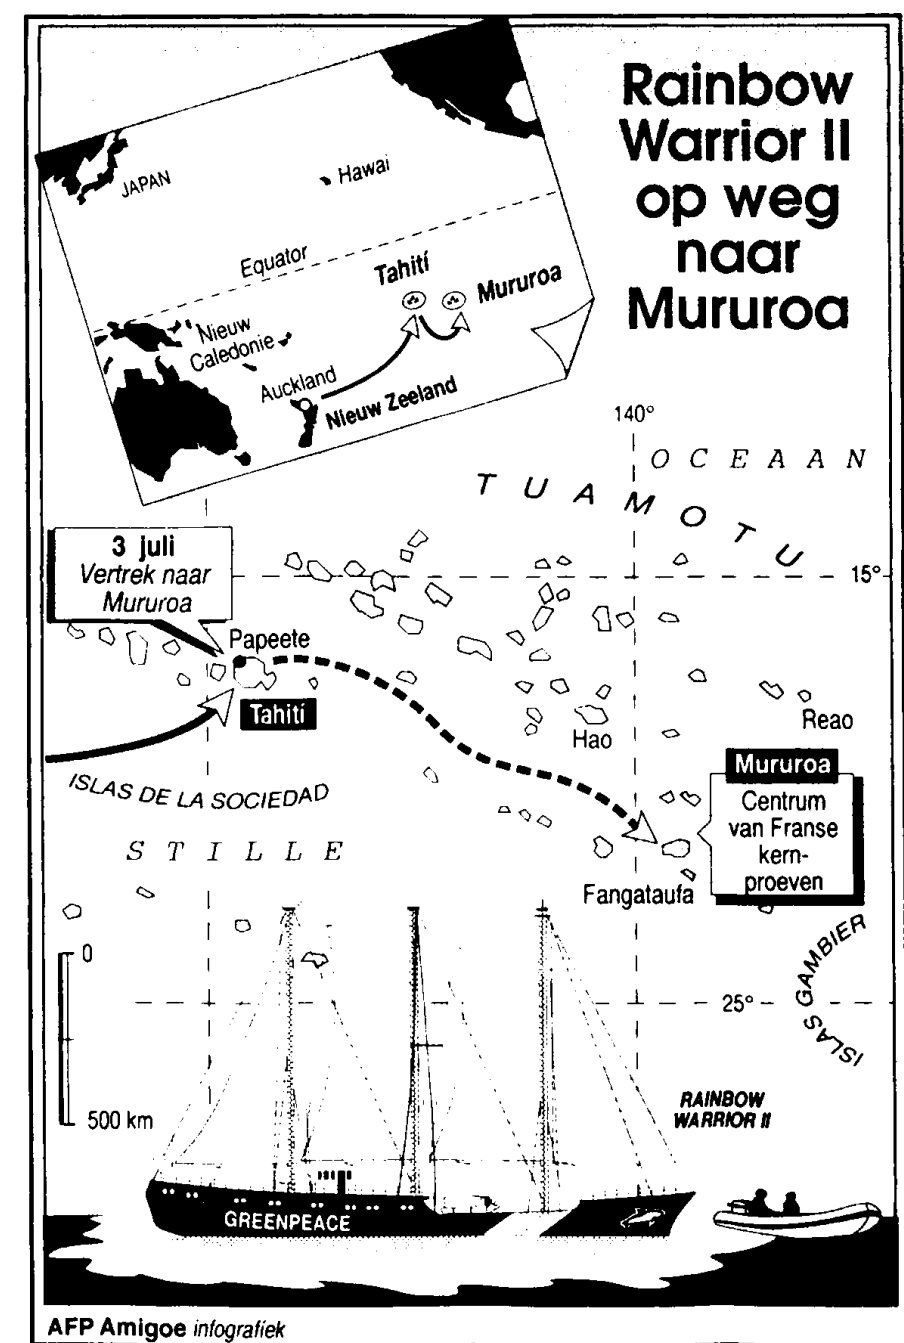 Rainbow
Warrior II
op weg
naar
Mururoa
JAPAN
Hawai
Equator
Tahití
Mururoa
Nieuw
Caledonie
Auckland
Nieuw Zeeland
140°
OCEAAN
TUAMOTU
3 juli
Vertrek naar
Mururoa
15°
Papeete
Tahití
Hao
Reao
ISLAS DE LA SOCIEDAD
Mururoa
Centrum
van Franse
kern-
proeven
STILLE
Fangataufa
ISLAS GAMBIER
0
25°
500 km
RAINBOW
WARRIOR II
GREENPEACE
AFP Amigoe infografiek